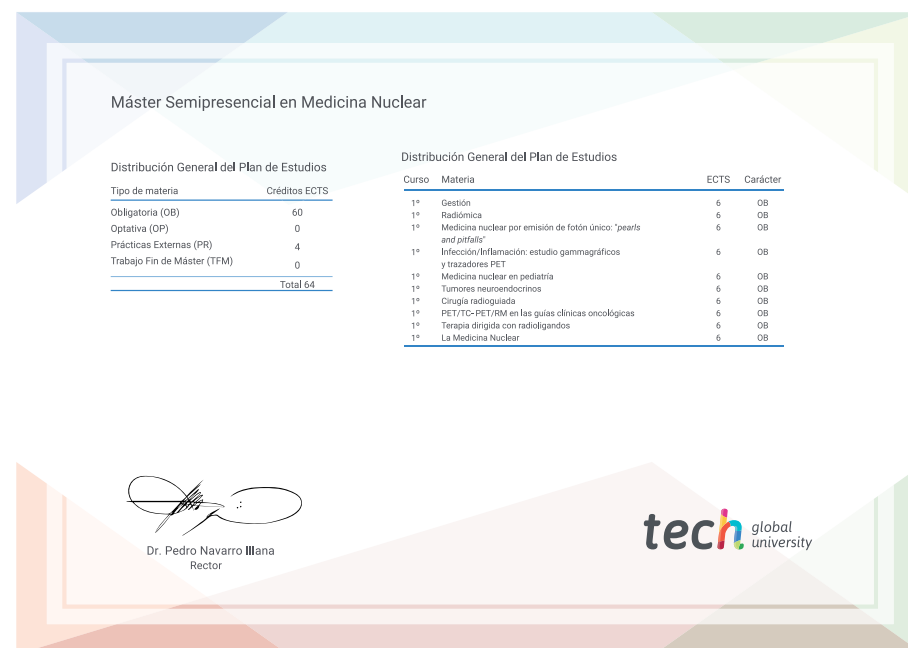 Máster Semipresencial en Medicina Nuclear
Distribución General del Plan de Estudios
Tipo de materia Créditos ECTS
Obligatoria (OB) 60
Optativa (OP) 0
Prácticas Externas (PR) 4
Trabajo Fin de Máster (TFM) 0
Total 64
Distribución General del Plan de Estudios
Curso Materia ECTS Carácter
1º Gestión 6 OB
1º Radiómica 6 OB
1º Medicina nuclear por emisión de fotón único: "pearls 6 OB
and pitfalls"
1º Infección/Inflamación: estudio gammagráficos 6 OB
y trazadores PET
1º Medicina nuclear en pediatría 6 OB
1º Tumores neuroendocrinos 6 OB
1º Cirugía radioguiada 6 OB
1º PET/TC-PET/RM en las guías clínicas oncológicas 6 OB
1º Terapia dirigida con radioligandos 6 OB
1º La Medicina Nuclear 6 OB
Dr. Pedro Navarro Illana
Rector
tech global
university